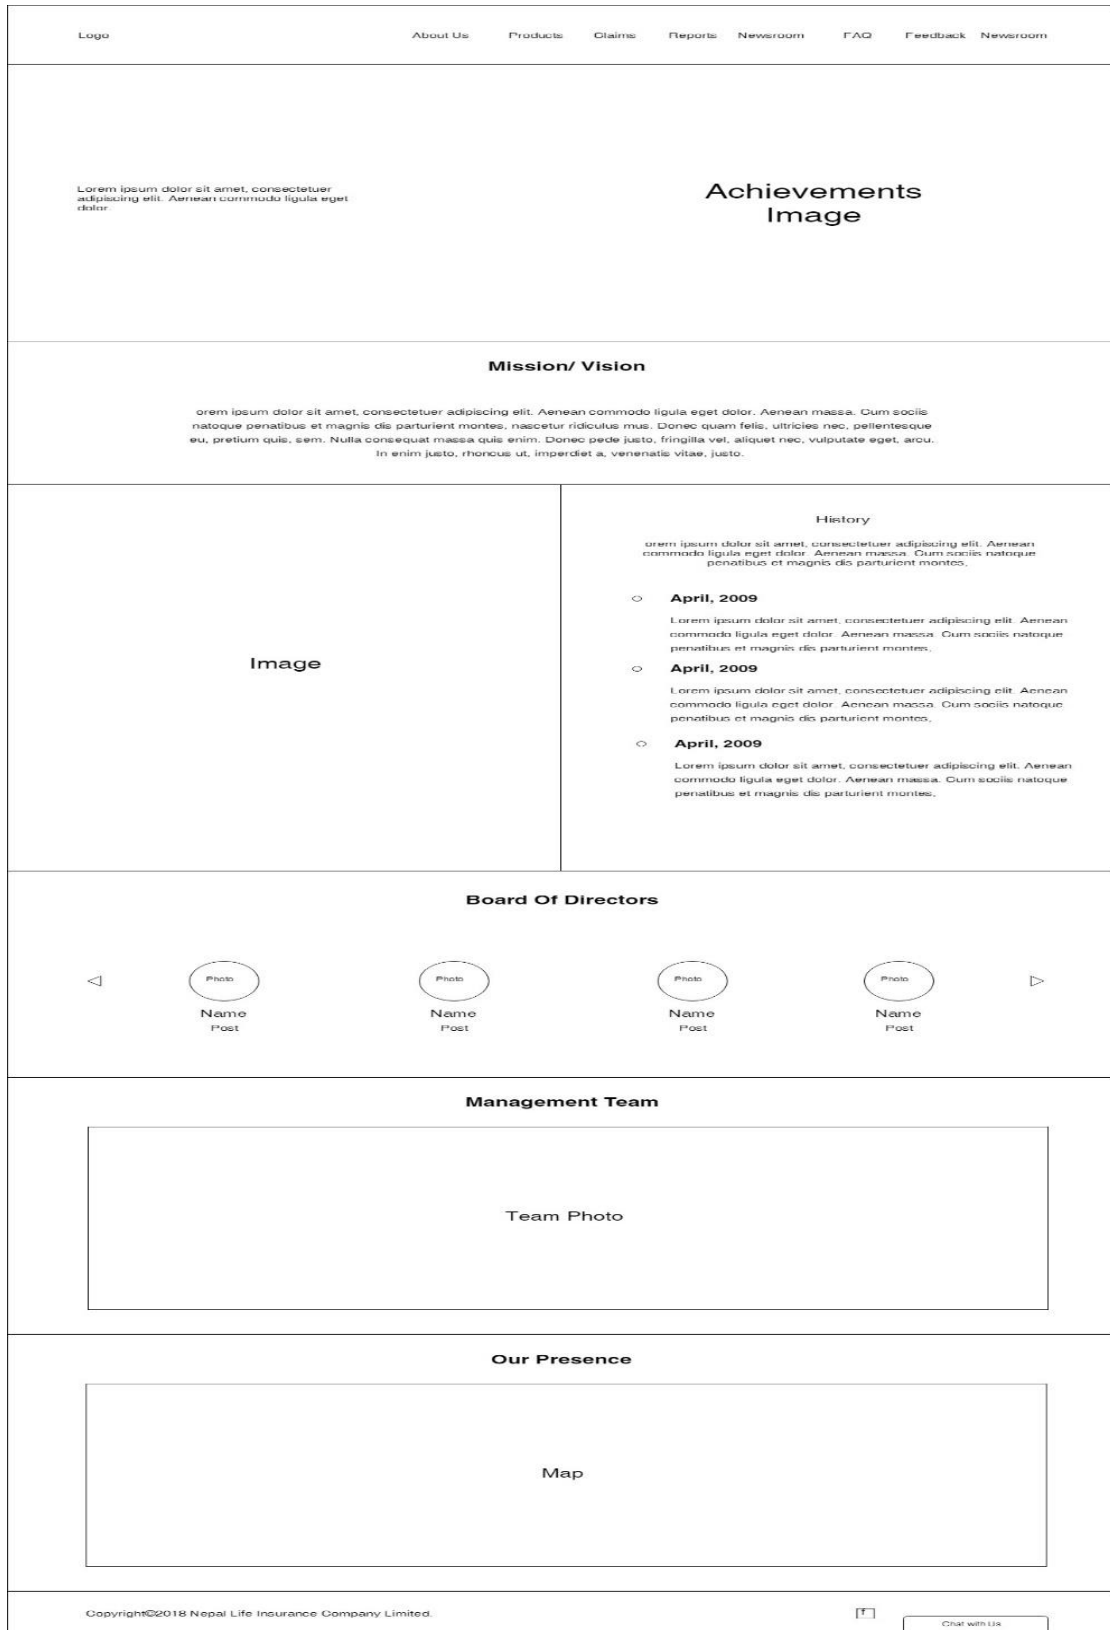 Logo
About Us Products Claims Reports Newsroom FAQ Feedback Newsroom
Lorem ipsum dolor sit amet, consectetuer
adipiscing elit. Aenean commodo ligula eget
dolor.
Achievements
Image
Mission/ Vision
orem ipsum dolor sit amet, consectetuer adipiscing elit. Aenean commodo ligula eget dolor. Aenean massa. Cum sociis
natoque penatibus et magnis dis parturient montes, nascetur ridiculus mus. Donec quam felis, ultricies nec, pellentesque
eu, pretium quis, sem. Nulla consequat massa quis enim. Donec pede justo, fringilla vel, aliquet nec, vulputate eget, arcu.
In enim justo, rhoncus ut, imperdiet a, venenatis vitae, justo.
Image
History
orem ipsum dolor sit amet, consectetuer adipiscing elit. Aenean
commodo ligula eget dolor. Aenean massa. Cum sociis natoque
penatibus et magnis dis parturient montes,
April, 2009
Lorem ipsum dolor sit amet, consectetuer adipiscing elit. Aenean
commodo ligula eget dolor. Aenean massa. Cum sociis natoque
penatibus et magnis dis parturient montes,
April, 2009
Lorem ipsum dolor sit amet, consectetuer adipiscing elit. Aenean
commodo ligula eget dolor. Aenean massa. Cum sociis natoque
penatibus et magnis dis parturient montes,
April, 2009
Lorem ipsum dolor sit amet, consectetuer adipiscing elit. Aenean
commodo ligula eget dolor. Aenean massa. Cum sociis natoque
penatibus et magnis dis parturient montes,
Board Of Directors
Photo Photo Photo Photo
Name Name Name Name
Post Post Post Post
Management Team
Team Photo
Our Presence
Map
Copyright©2018 Nepal Life Insurance Company Limited.
f
Chat with Us